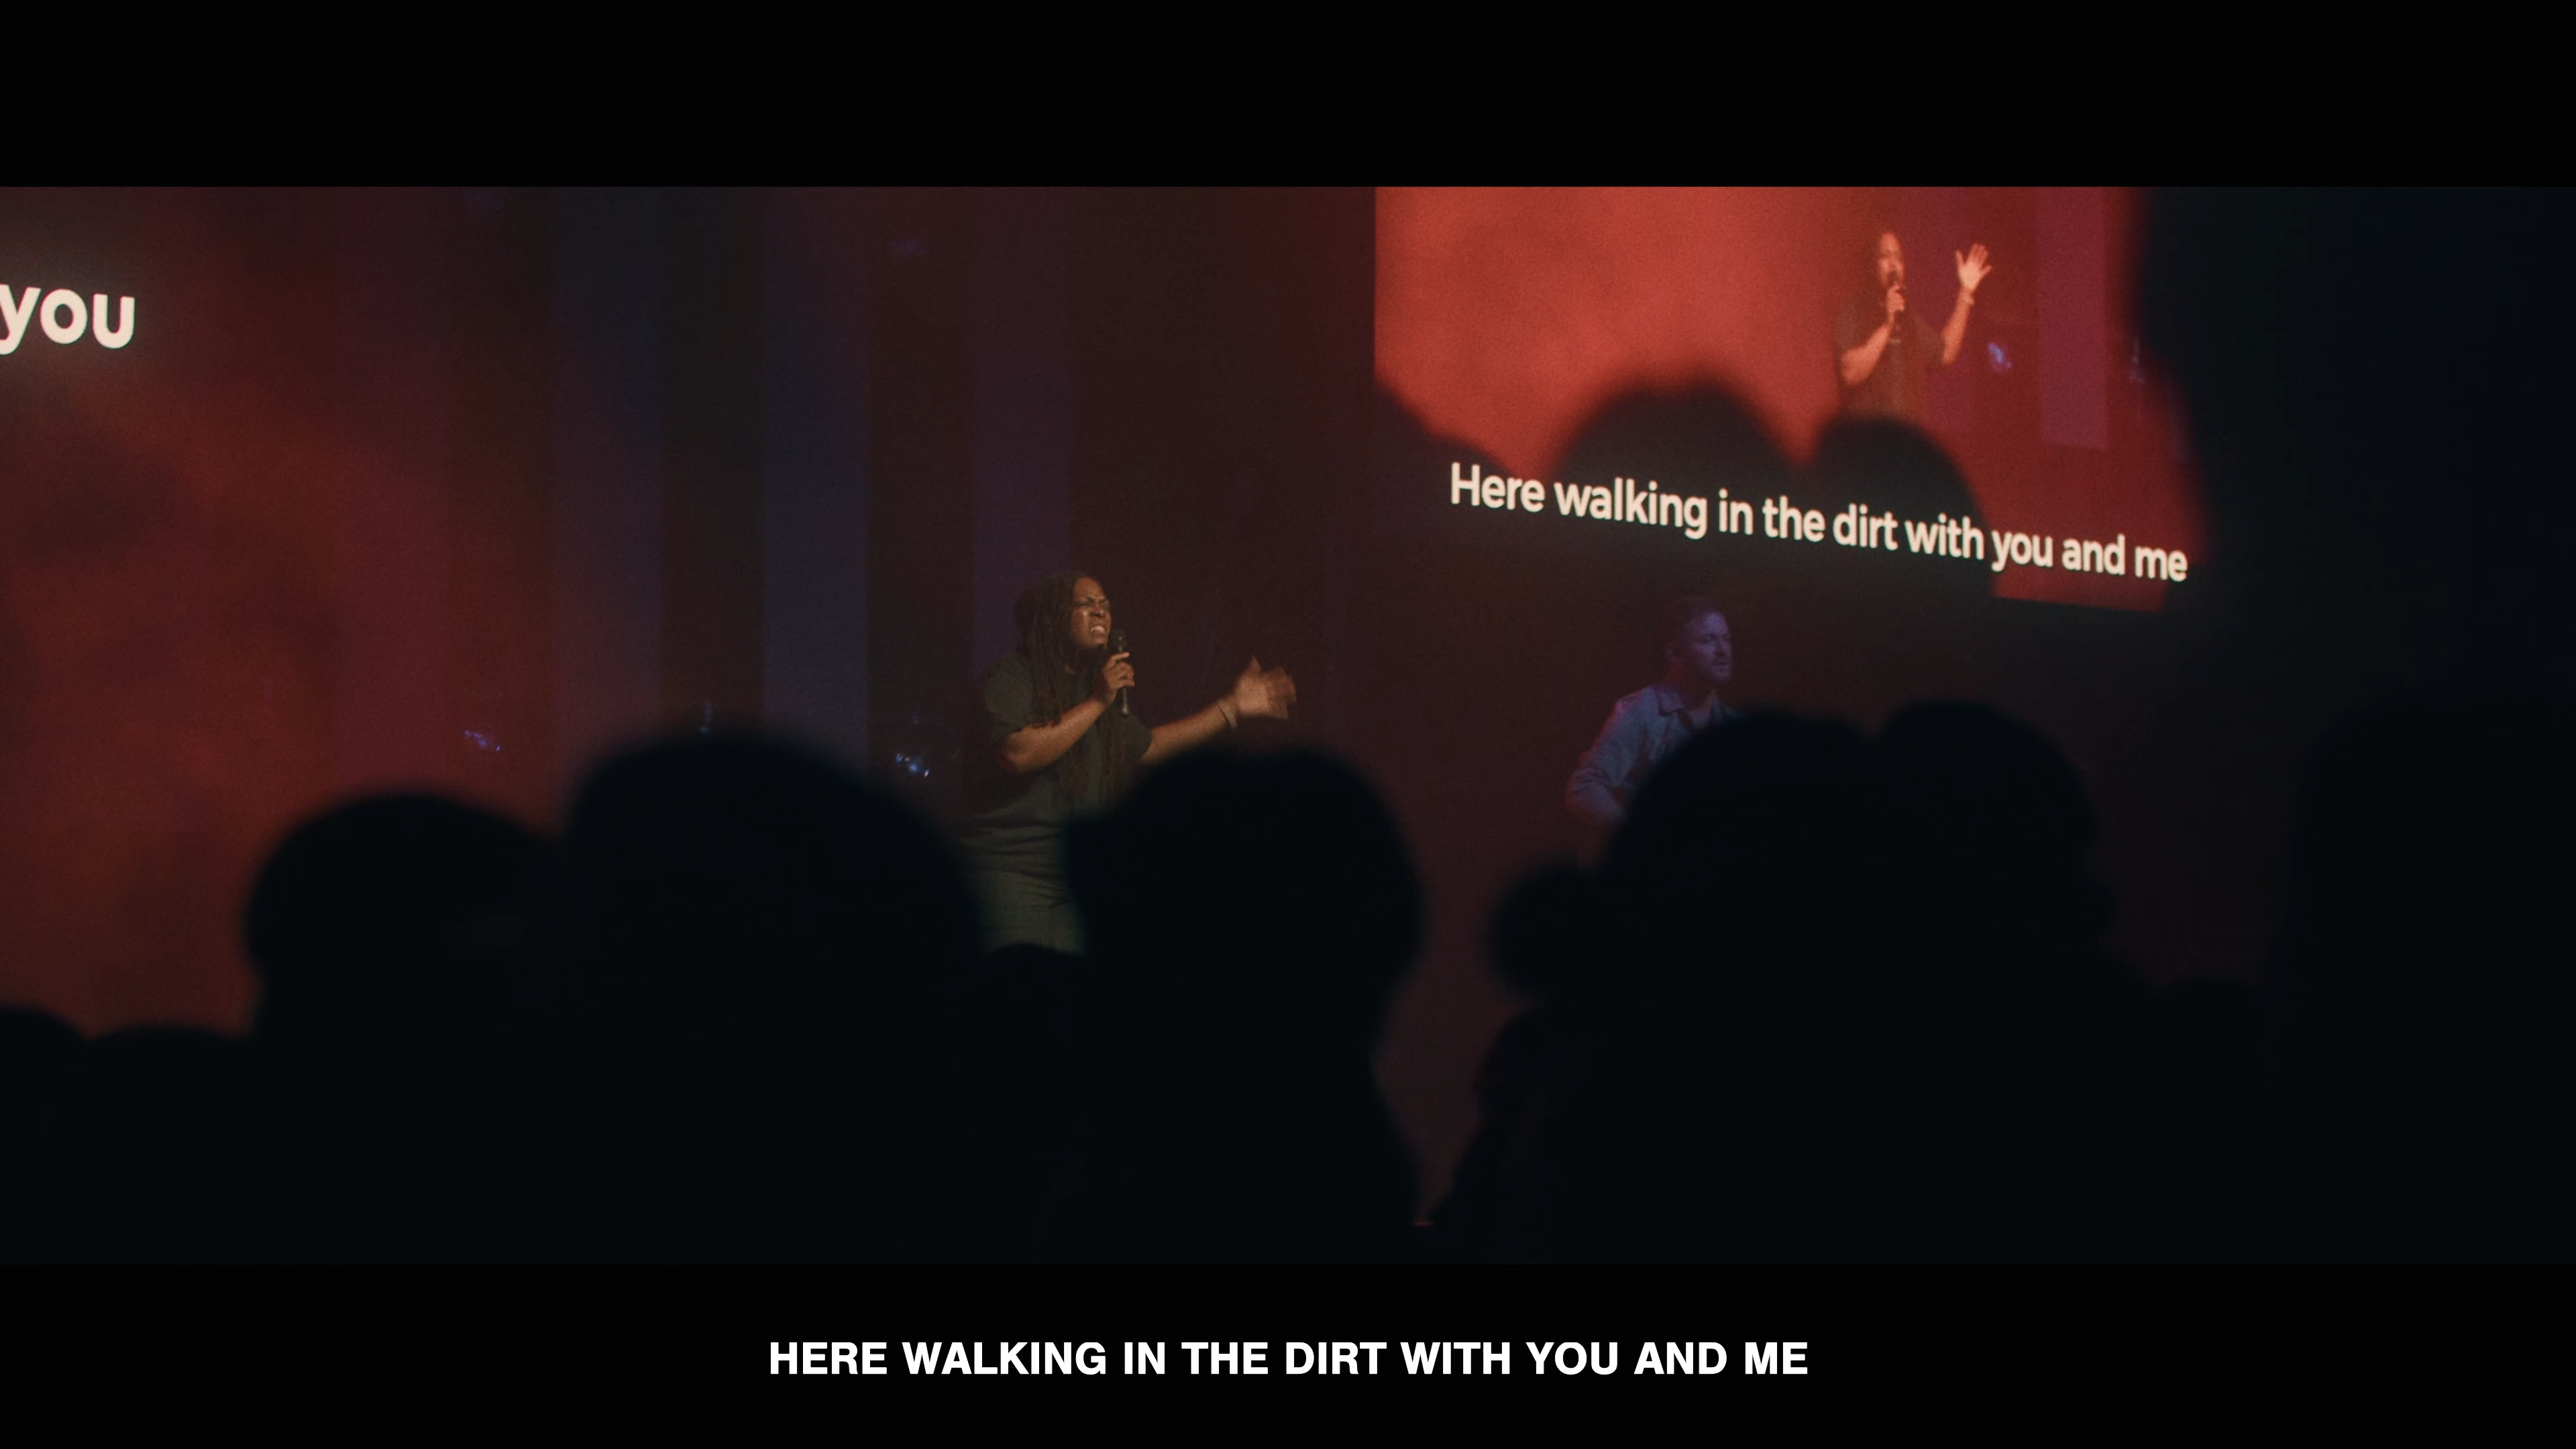 you
Here walking in the dirt with you and me
HERE WALKING IN THE DIRT WITH YOU AND ME